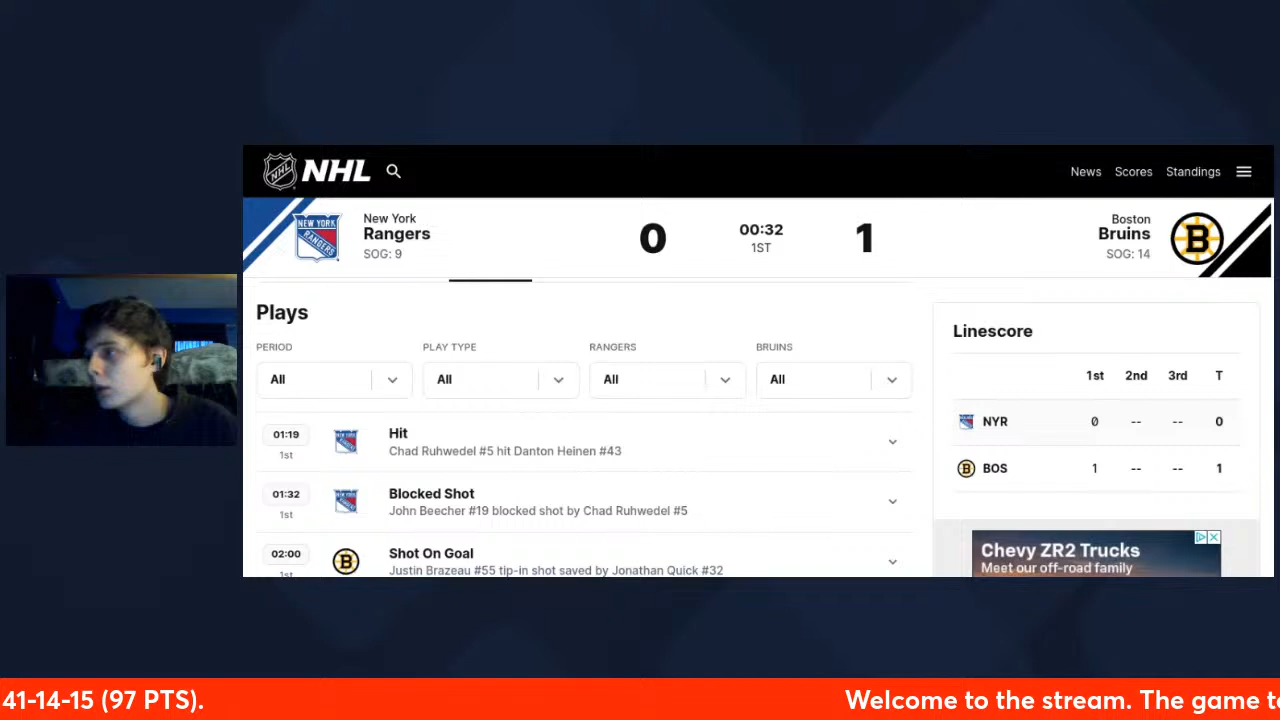 NHL
News Scores Standings
New York
Rangers
SOG: 9
0
00:32
1ST
1
Boston
Bruins
SOG: 14
NEW YORK
RANGERS
B
Plays
PERIOD PLAY TYPE RANGERS BRUINS
All All All All
01:19
1st
Hit
Chad Ruhwedel #5 hit Danton Heinen #43
01:32
1st
Blocked Shot
John Beecher #19 blocked shot by Chad Ruhwedel #5
02:00
1st
Shot On Goal
Justin Brazeau #55 tip-in shot saved by Jonathan Quick #32
Linescore
1st 2nd 3rd T
NYR 0 -- -- 0
BOS 1 -- -- 1
Chevy ZR2 Trucks
Meet our off-road family
41-14-15 (97 PTS). Welcome to the stream. The game to